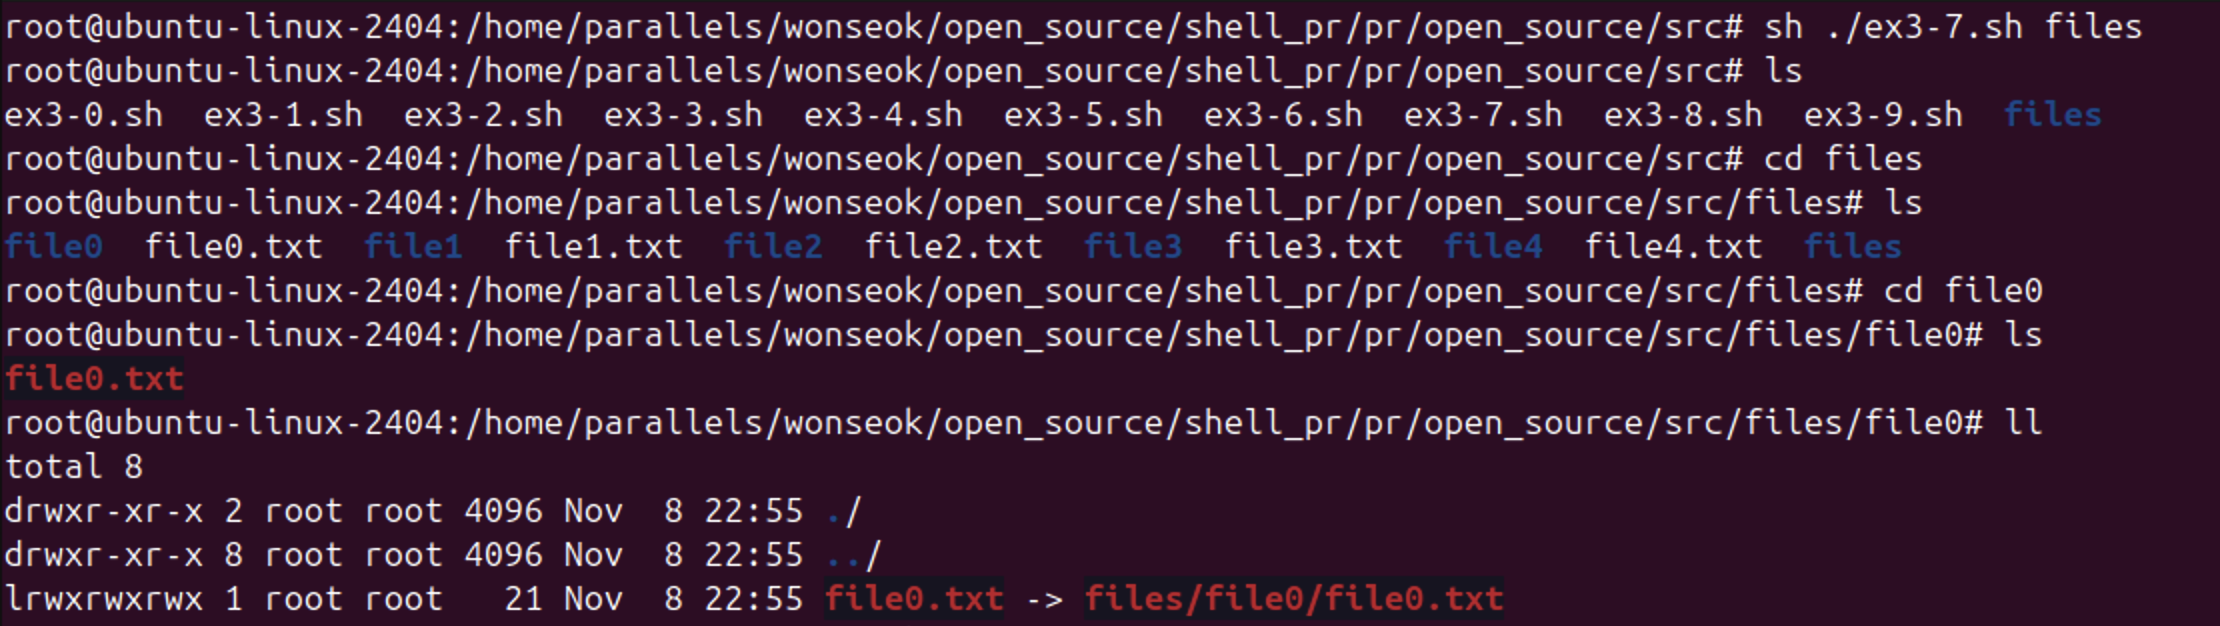 root@ubuntu-linux-2404:/home/parallels/wonseok/open_source/shell_pr/pr/open_source/src# sh ./ex3-7.sh files
root@ubuntu-linux-2404:/home/parallels/wonseok/open_source/shell_pr/pr/open_source/src# ls
ex3-0.sh  ex3-1.sh  ex3-2.sh  ex3-3.sh  ex3-4.sh  ex3-5.sh  ex3-6.sh  ex3-7.sh  ex3-8.sh  ex3-9.sh  files
root@ubuntu-linux-2404:/home/parallels/wonseok/open_source/shell_pr/pr/open_source/src# cd files
root@ubuntu-linux-2404:/home/parallels/wonseok/open_source/shell_pr/pr/open_source/src/files# ls
file0  file0.txt  file1  file1.txt  file2  file2.txt  file3  file3.txt  file4  file4.txt  files
root@ubuntu-linux-2404:/home/parallels/wonseok/open_source/shell_pr/pr/open_source/src/files# cd file0
root@ubuntu-linux-2404:/home/parallels/wonseok/open_source/shell_pr/pr/open_source/src/files/file0# ls
file0.txt
root@ubuntu-linux-2404:/home/parallels/wonseok/open_source/shell_pr/pr/open_source/src/files/file0# ll
total 8
drwxr-xr-x 2 root root 4096 Nov  8 22:55 ./
drwxr-xr-x 8 root root 4096 Nov  8 22:55 ../
lrwxrwxrwx 1 root root   21 Nov  8 22:55 file0.txt -> files/file0/file0.txt